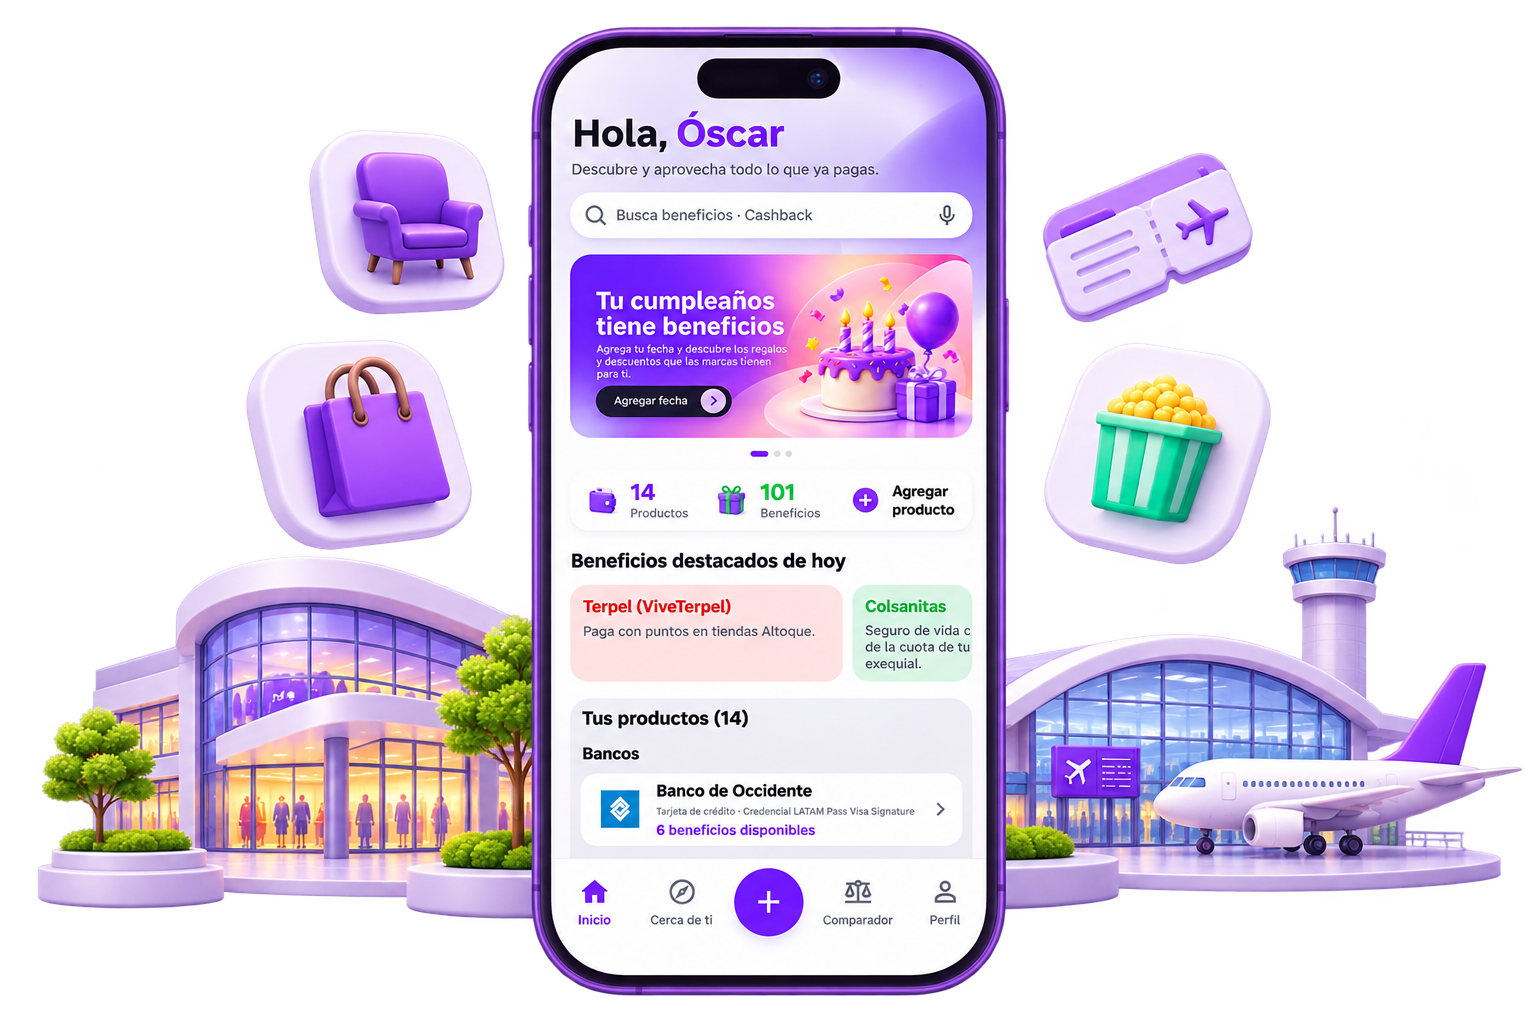 Hola, Óscar
Descubre y aprovecha todo lo que ya pagas.
Busca beneficios · Cashback
Tu cumpleaños
tiene beneficios
Agrega tu fecha y descubre los regalos
y descuentos que las marcas tienen
para ti.
Agregar fecha
14
Productos
101
Beneficios
Agregar
producto
Beneficios destacados de hoy
Terpel (ViveTerpel)
Paga con puntos en tiendas Altoque.
Colsanitas
Seguro de vida c
de la cuota de tu
exequial.
Tus productos (14)
Bancos
Banco de Occidente
Tarjeta de crédito · Credencial LATAM Pass Visa Signature
6 beneficios disponibles
Inicio
Cerca de ti
Comparador
Perfil